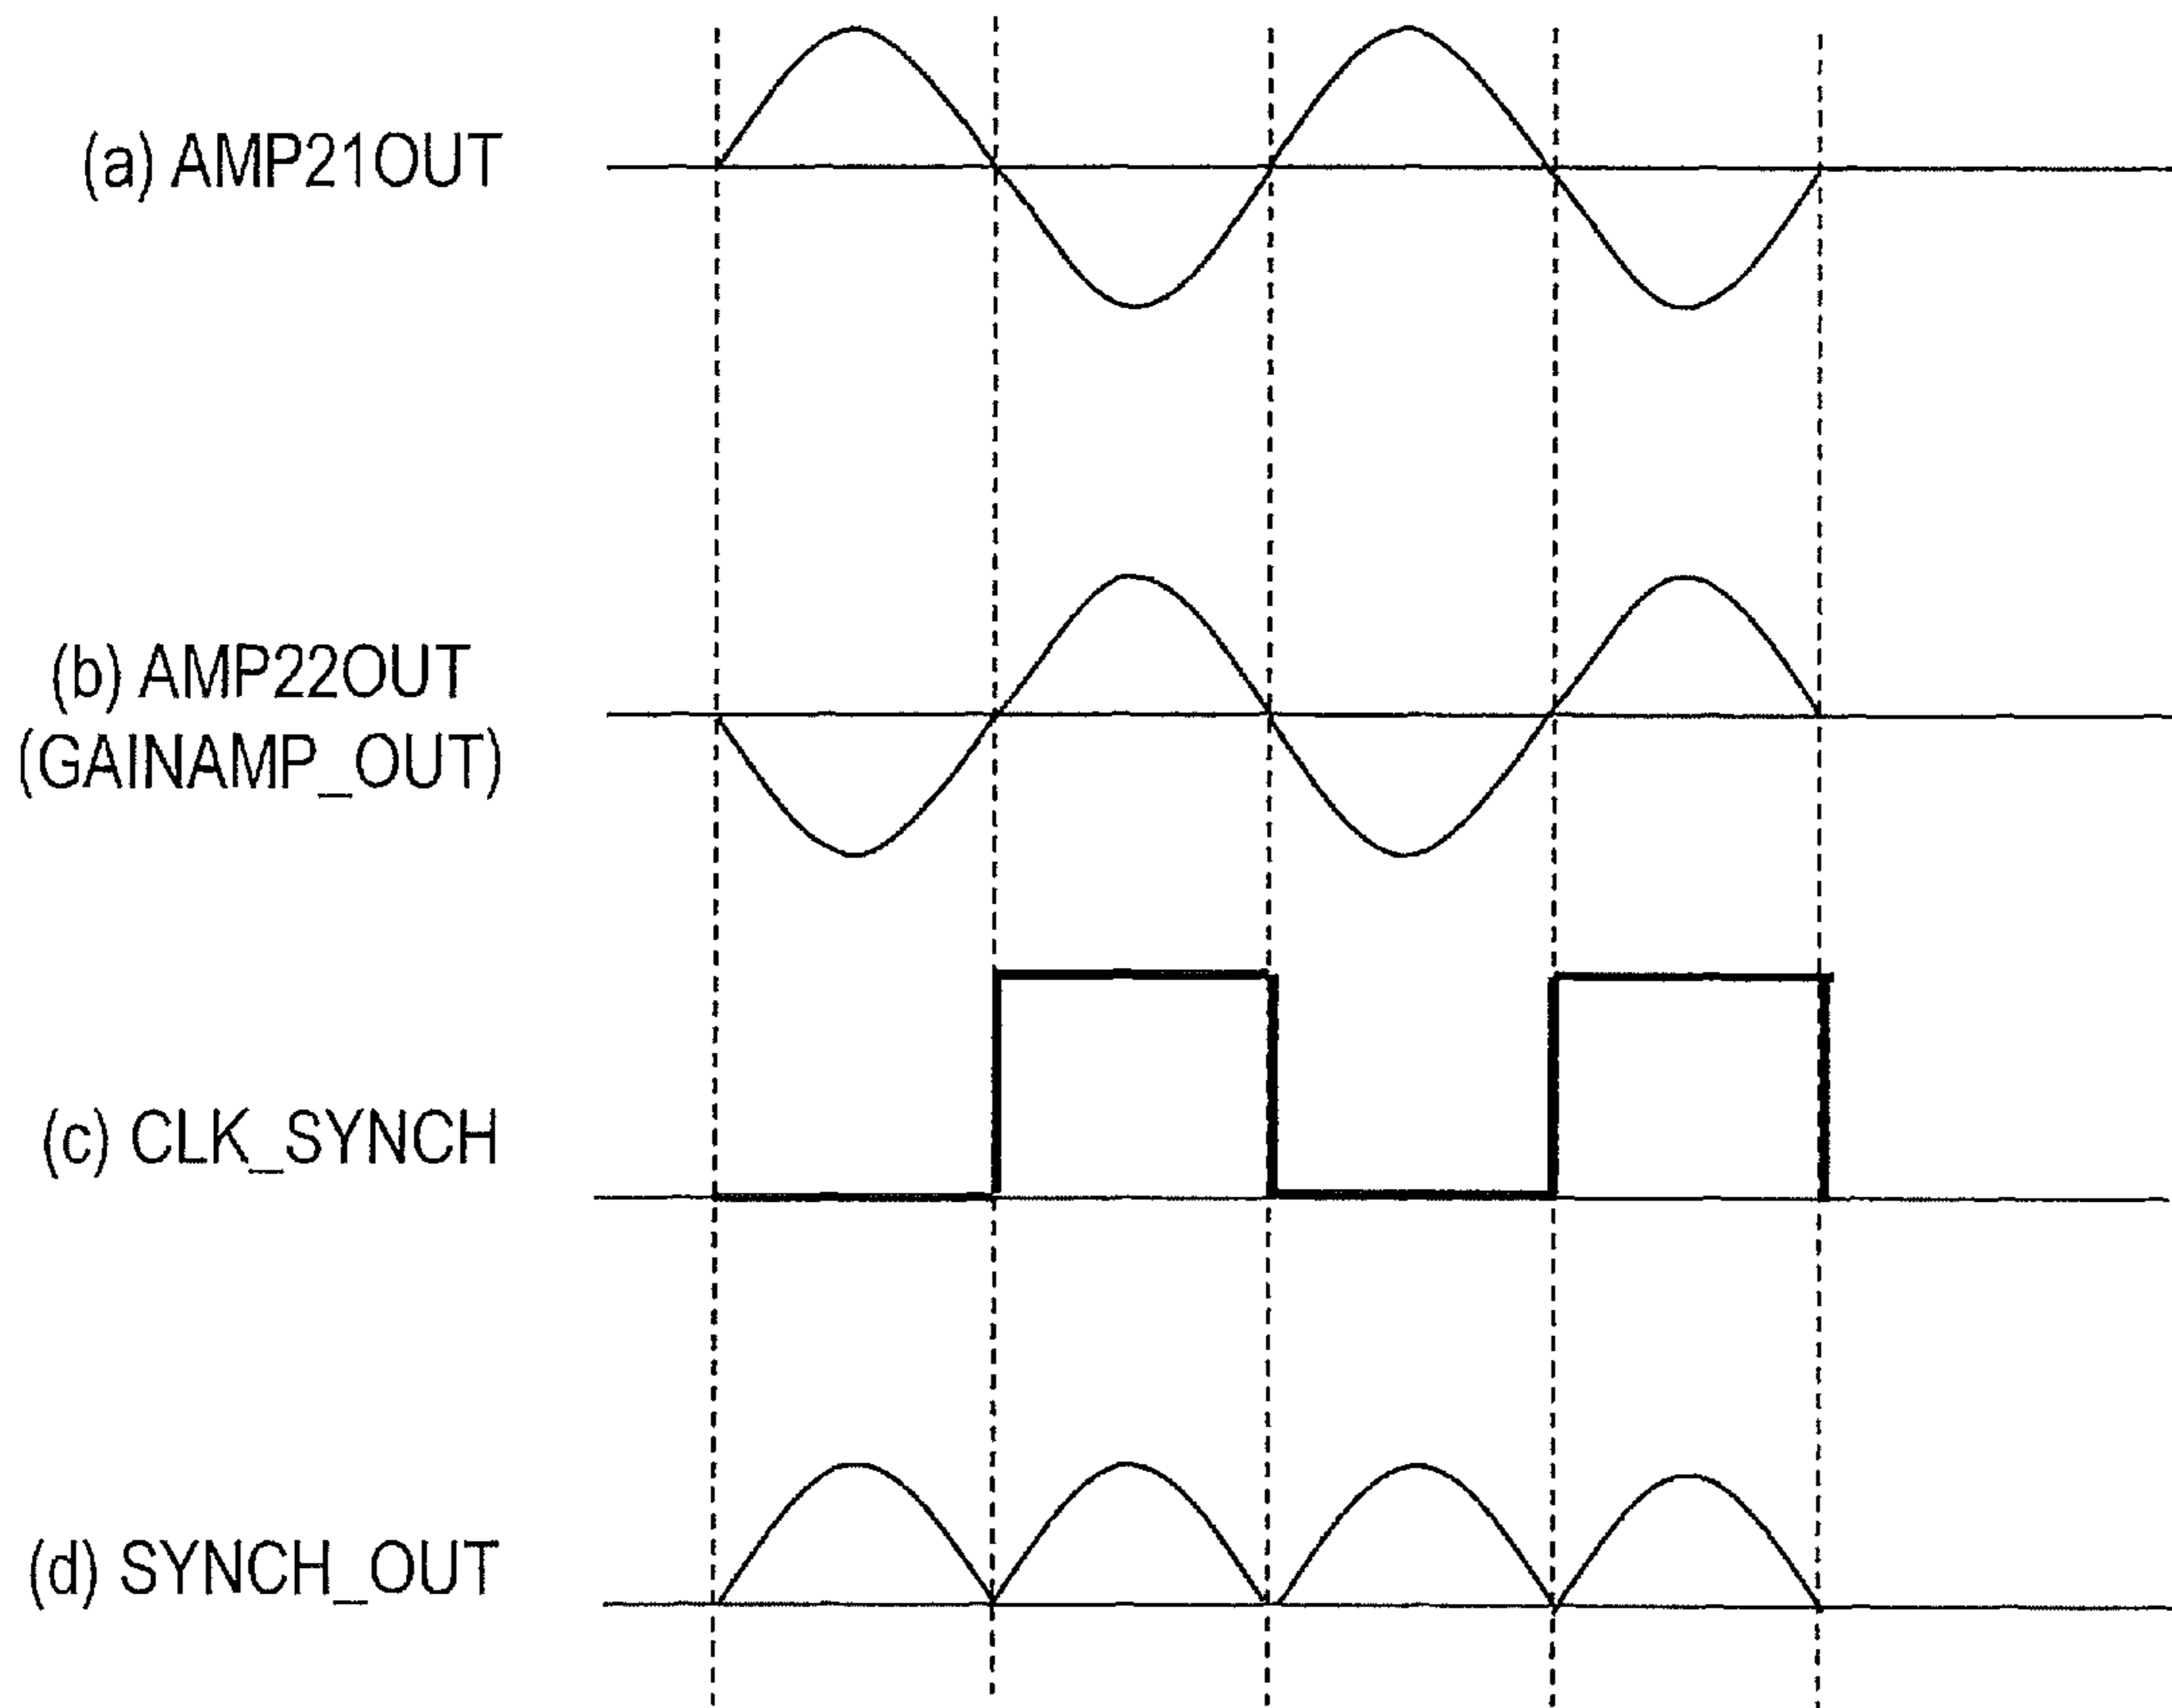 (a) AMP21OUT
(b) AMP22OUT
(GAINAMP_OUT)
(c) CLK_SYNCH
(d) SYNCH_OUT